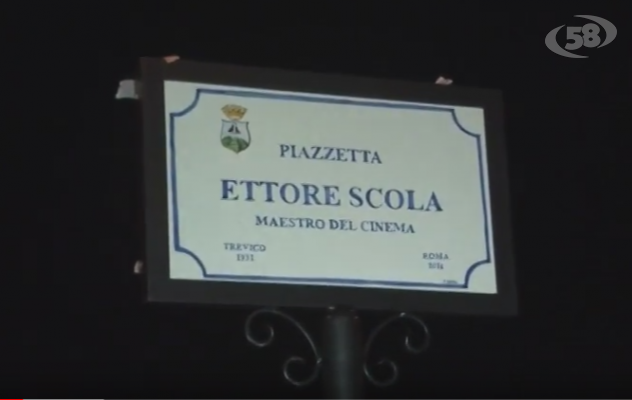 58
PIAZZETTA
ETTORE SCOLA
MAESTRO DEL CINEMA
TREVICO ROMA
1931 2016